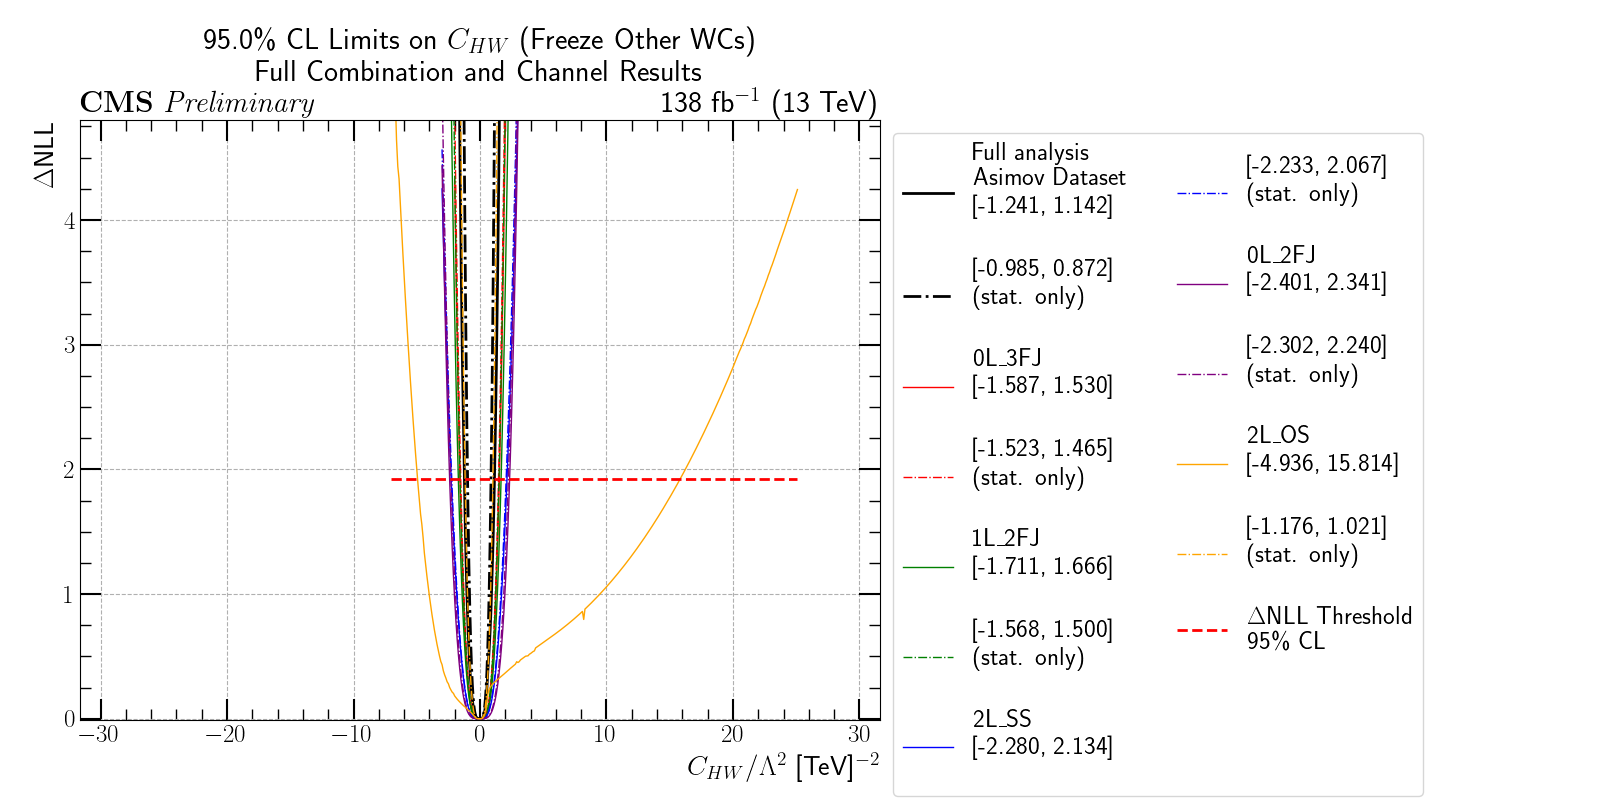 95.0% CL Limits on C_{HW} (Freeze Other WCs)
Full Combination and Channel Results
CMS Preliminary
138 fb^{-1} (13 TeV)
ΔNLL
4
3
2
1
0
−30
−20
−10
0
10
20
30
C_{HW}/Λ^2 [TeV]^{-2}
Full analysis
Asimov Dataset
[-1.241, 1.142]
[-0.985, 0.872]
(stat. only)
0L_3FJ
[-1.587, 1.530]
[-1.523, 1.465]
(stat. only)
1L_2FJ
[-1.711, 1.666]
[-1.568, 1.500]
(stat. only)
2L_SS
[-2.280, 2.134]
[-2.233, 2.067]
(stat. only)
0L_2FJ
[-2.401, 2.341]
[-2.302, 2.240]
(stat. only)
2L_OS
[-4.936, 15.814]
[-1.176, 1.021]
(stat. only)
ΔNLL Threshold
95% CL